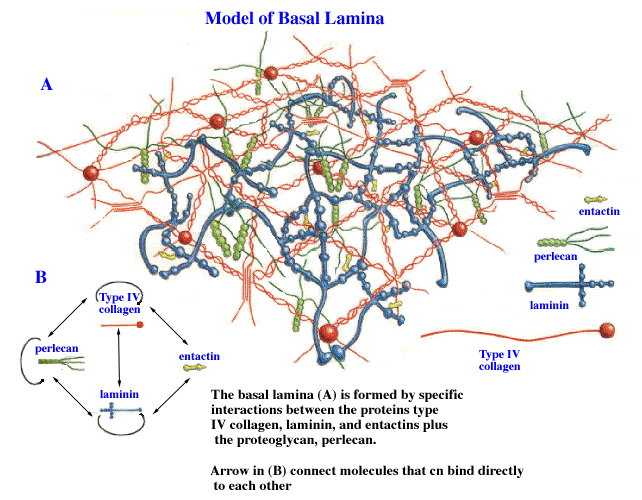 Model of Basal Lamina
A
entactin
perlecan
laminin
Type IV
collagen
B
Type IV
collagen
perlecan
entactin
laminin
The basal lamina (A) is formed by specific
interactions between the proteins type
IV collagen, laminin, and entactins plus
the proteoglycan, perlecan.
Arrow in (B) connect molecules that cn bind directly
to each other